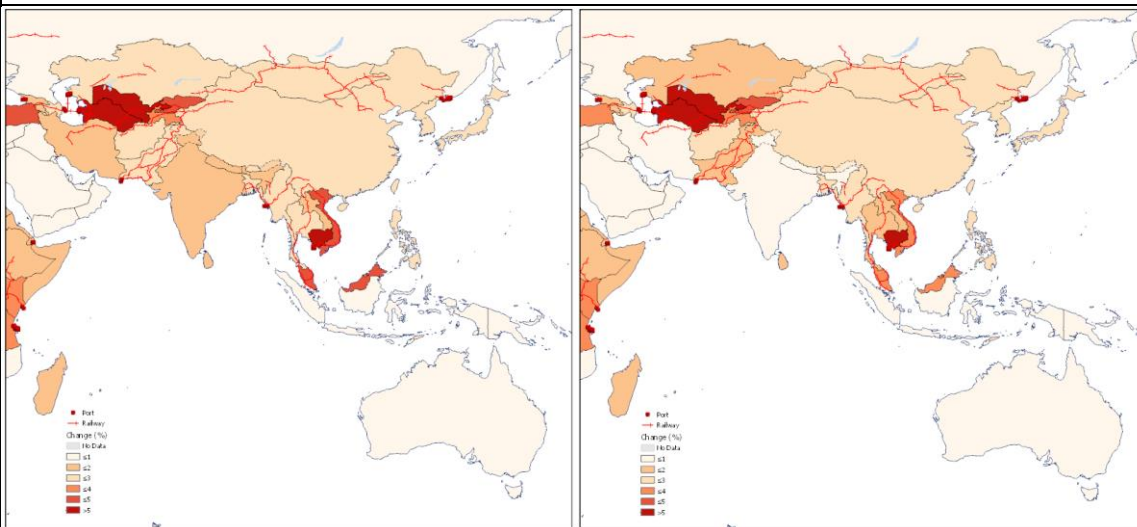 Port
Railway
Change (%)
No Data
≤1
≤2
≤3
≤4
≤5
>5
Port
Railway
Change (%)
No Data
≤1
≤2
≤3
≤4
≤5
>5